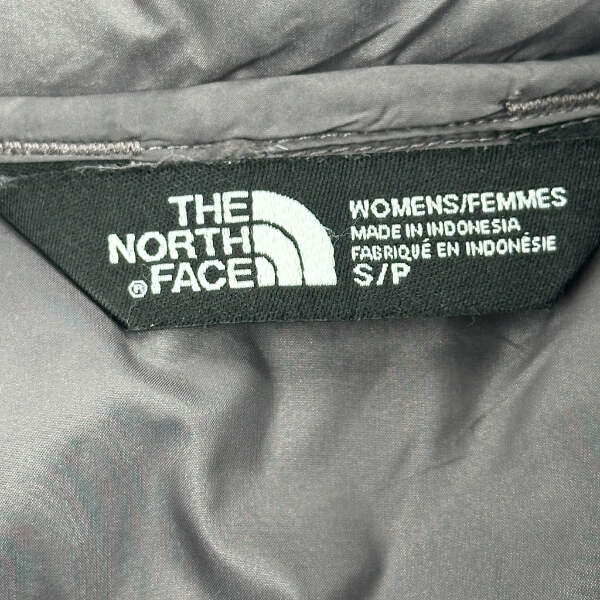 THE
NORTH
® FACE
WOMENS/FEMMES
MADE IN INDONESIA
FABRIQUÉ EN INDONÉSIE
S/P